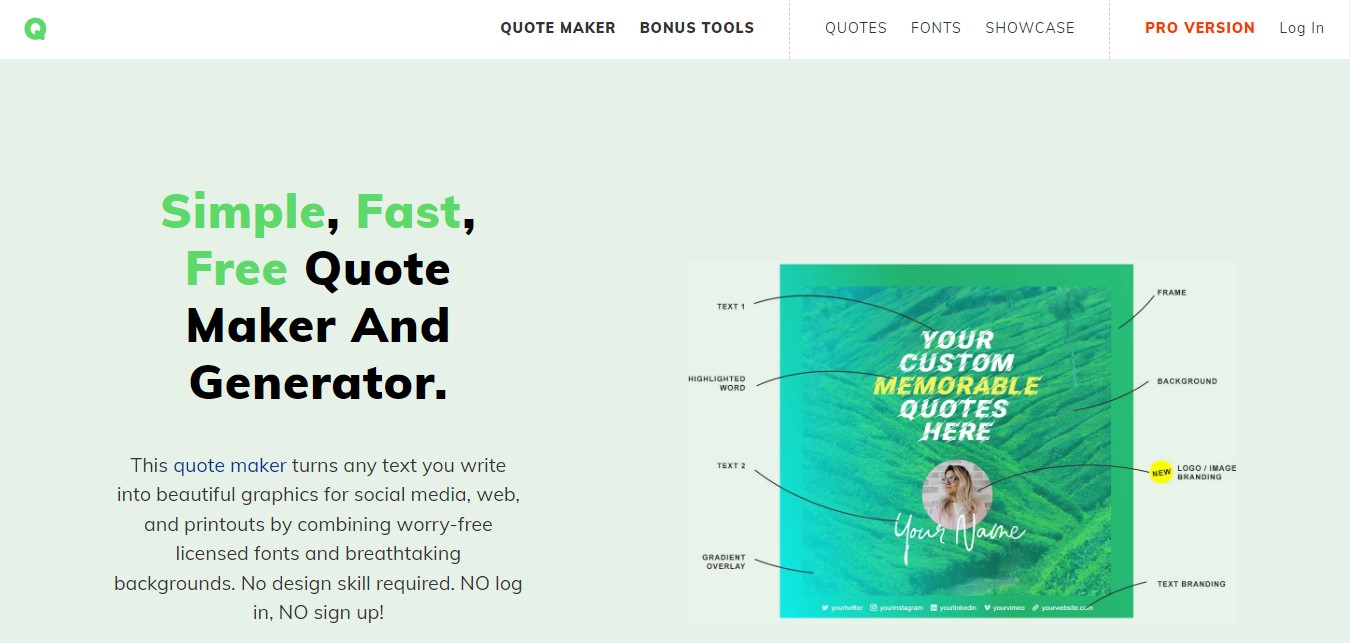 Q
QUOTE MAKER BONUS TOOLS QUOTES FONTS SHOWCASE PRO VERSION Log In
Simple, Fast,
Free Quote
Maker And
Generator.
This quote maker turns any text you write
into beautiful graphics for social media, web,
and printouts by combining worry-free
licensed fonts and breathtaking
backgrounds. No design skill required. NO log
in, NO sign up!
TEXT 1
HIGHLIGHTED
WORD
TEXT 2
GRADIENT
OVERLAY
YOUR
CUSTOM
MEMORABLE
QUOTES
HERE
Your Name
yourtwitter yourinstagram yourlinkedin yourvimeo yourwebsite.com
FRAME
BACKGROUND
NEW LOGO / IMAGE
BRANDING
TEXT BRANDING